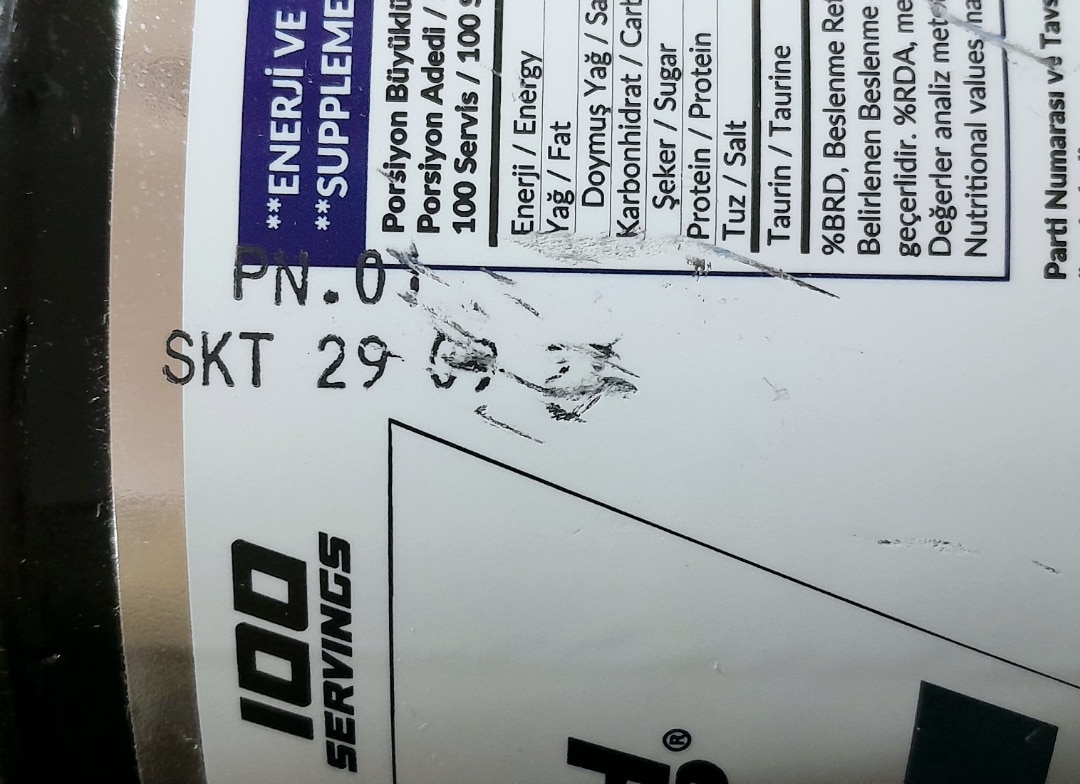 **ENERJİ VE
**SUPPLEME
Porsiyon Büyüklü
Porsiyon Adedi /
100 Servis / 100
Enerji / Energy
Yağ / Fat
Doymuş Yağ / Sa
Karbonhidrat / Carb
Şeker / Sugar
Protein / Protein
Tuz / Salt
Taurin / Taurine
%BRD, Beslenme Ref
Belirlenen Beslenme
geçerlidir. %RDA, me
Değerler analiz met
Nutritional values
Parti Numarası ve Tavs
PN.0
SKT 29
100
SERVINGS
®